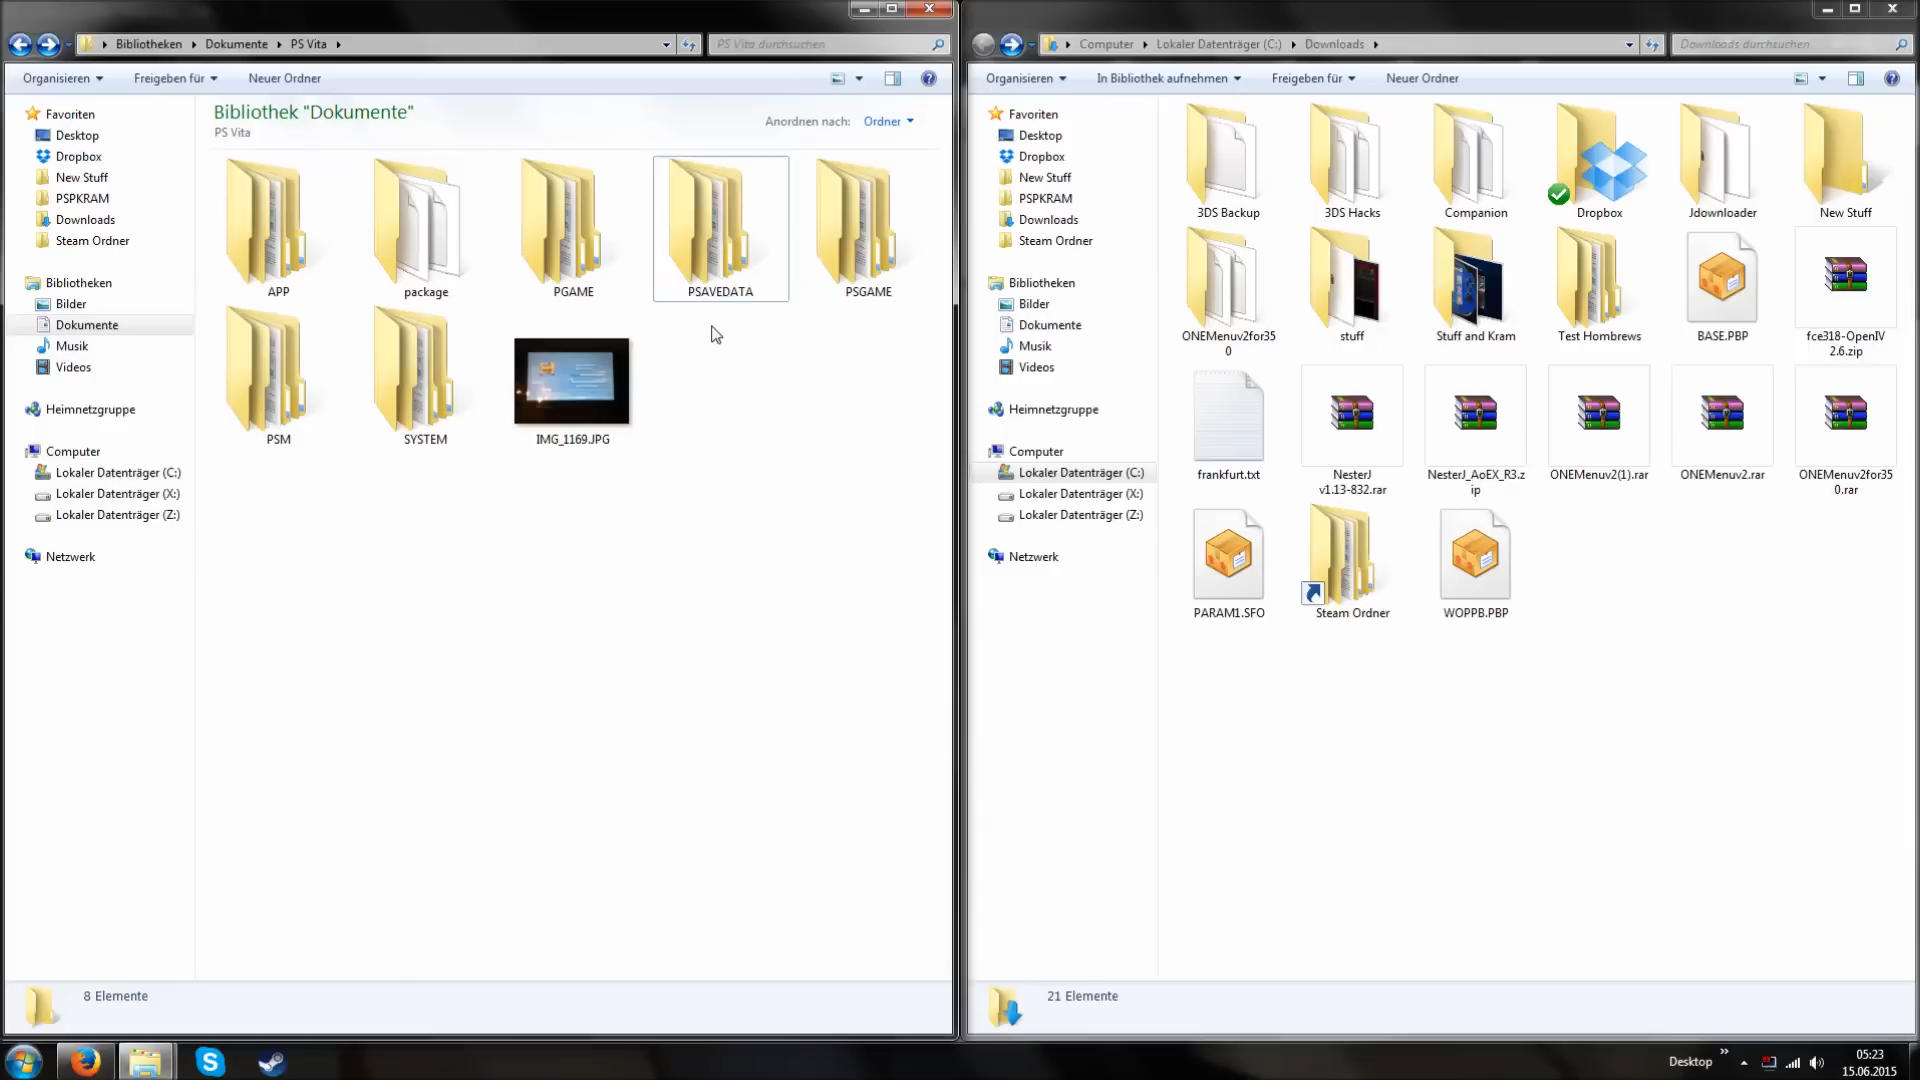 Bibliotheken Dokumente PS Vita
PS Vita durchsuchen
Organisieren Freigeben für Neuer Ordner
Favoriten
Desktop
Dropbox
New Stuff
PSPKRAM
Downloads
Steam Ordner
Bibliotheken
Bilder
Dokumente
Musik
Videos
Heimnetzgruppe
Computer
Lokaler Datenträger (C:)
Lokaler Datenträger (X:)
Lokaler Datenträger (Z:)
Netzwerk
Bibliothek "Dokumente"
PS Vita
Anordnen nach: Ordner
APP package PGAME PSAVEDATA PSGAME
PSM SYSTEM IMG_1169.JPG
8 Elemente
Computer Lokaler Datenträger (C:) Downloads
Downloads durchsuchen
Organisieren In Bibliothek aufnehmen Freigeben für Neuer Ordner
Favoriten
Desktop
Dropbox
New Stuff
PSPKRAM
Downloads
Steam Ordner
Bibliotheken
Bilder
Dokumente
Musik
Videos
Heimnetzgruppe
Computer
Lokaler Datenträger (C:)
Lokaler Datenträger (X:)
Lokaler Datenträger (Z:)
Netzwerk
3DS Backup 3DS Hacks Companion Dropbox Jdownloader New Stuff
ONEMenuv2for35 stuff Stuff and Kram Test Hombrews BASE.PBP fce318-OpenIV
0 2.6.zip
frankfurt.txt NesterJ NesterJ_AoEX_R3.z ONEMenuv2(1).rar ONEMenuv2.rar ONEMenuv2for35
v1.13-832.rar ip 0.rar
PARAM1.SFO Steam Ordner WOPPB.PBP
21 Elemente
Desktop
05:23
15.06.2015